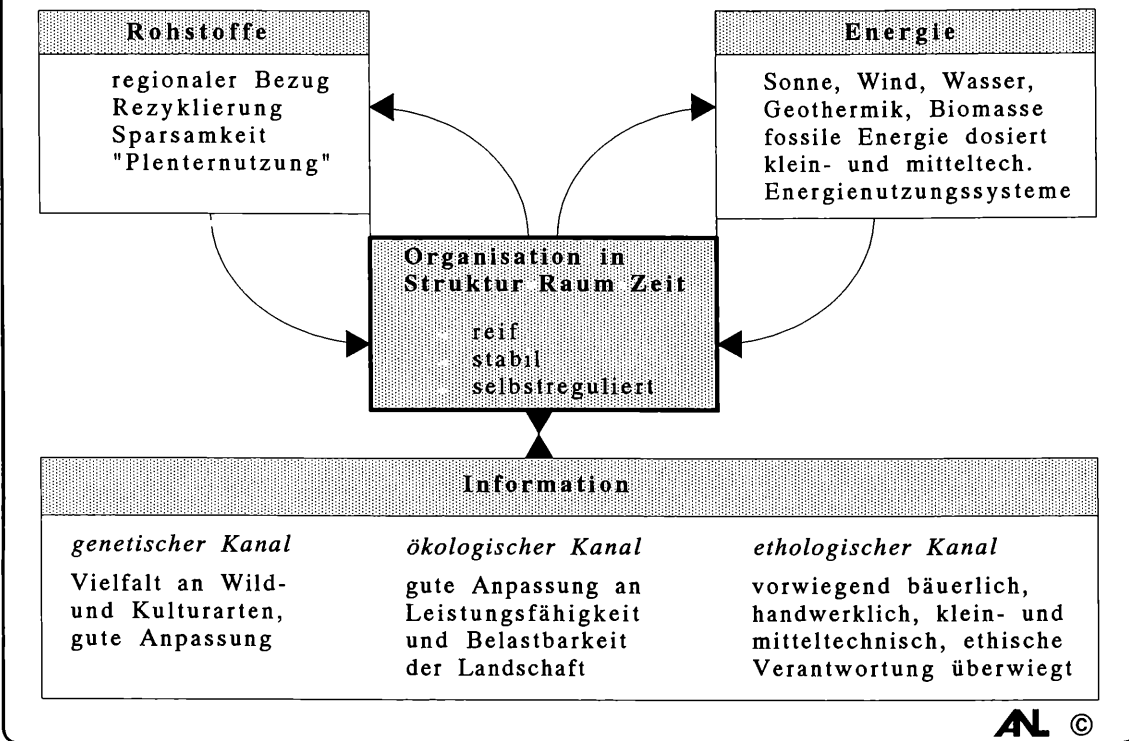 Rohstoffe
regionaler Bezug
Rezyklierung
Sparsamkeit
"Plenternutzung"
Energie
Sonne, Wind, Wasser,
Geothermik, Biomasse
fossile Energie dosiert
klein- und mitteltech.
Energienutzungssysteme
Organisation in
Struktur Raum Zeit
reif
stabil
selbstreguliert
Information
genetischer Kanal
Vielfalt an Wild-
und Kulturarten,
gute Anpassung
ökologischer Kanal
gute Anpassung an
Leistungsfähigkeit
und Belastbarkeit
der Landschaft
ethologischer Kanal
vorwiegend bäuerlich,
handwerklich, klein- und
mitteltechnisch, ethische
Verantwortung überwiegt
ANL ©